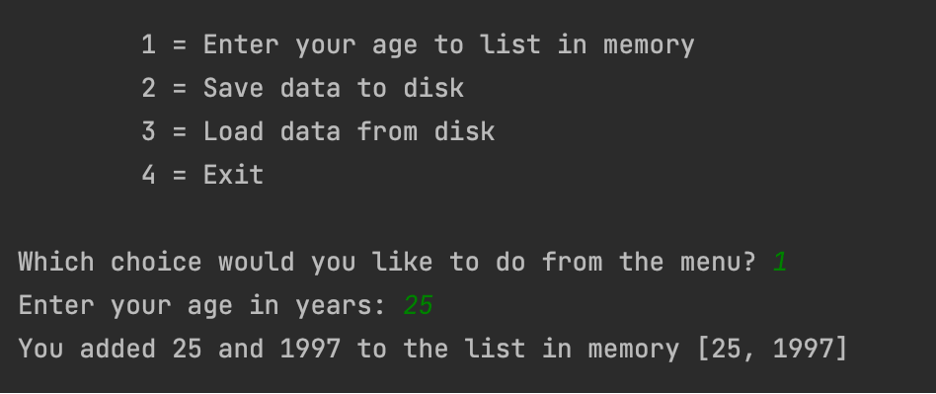 1 = Enter your age to list in memory
2 = Save data to disk
3 = Load data from disk
4 = Exit
Which choice would you like to do from the menu? 1
Enter your age in years: 25
You added 25 and 1997 to the list in memory [25, 1997]